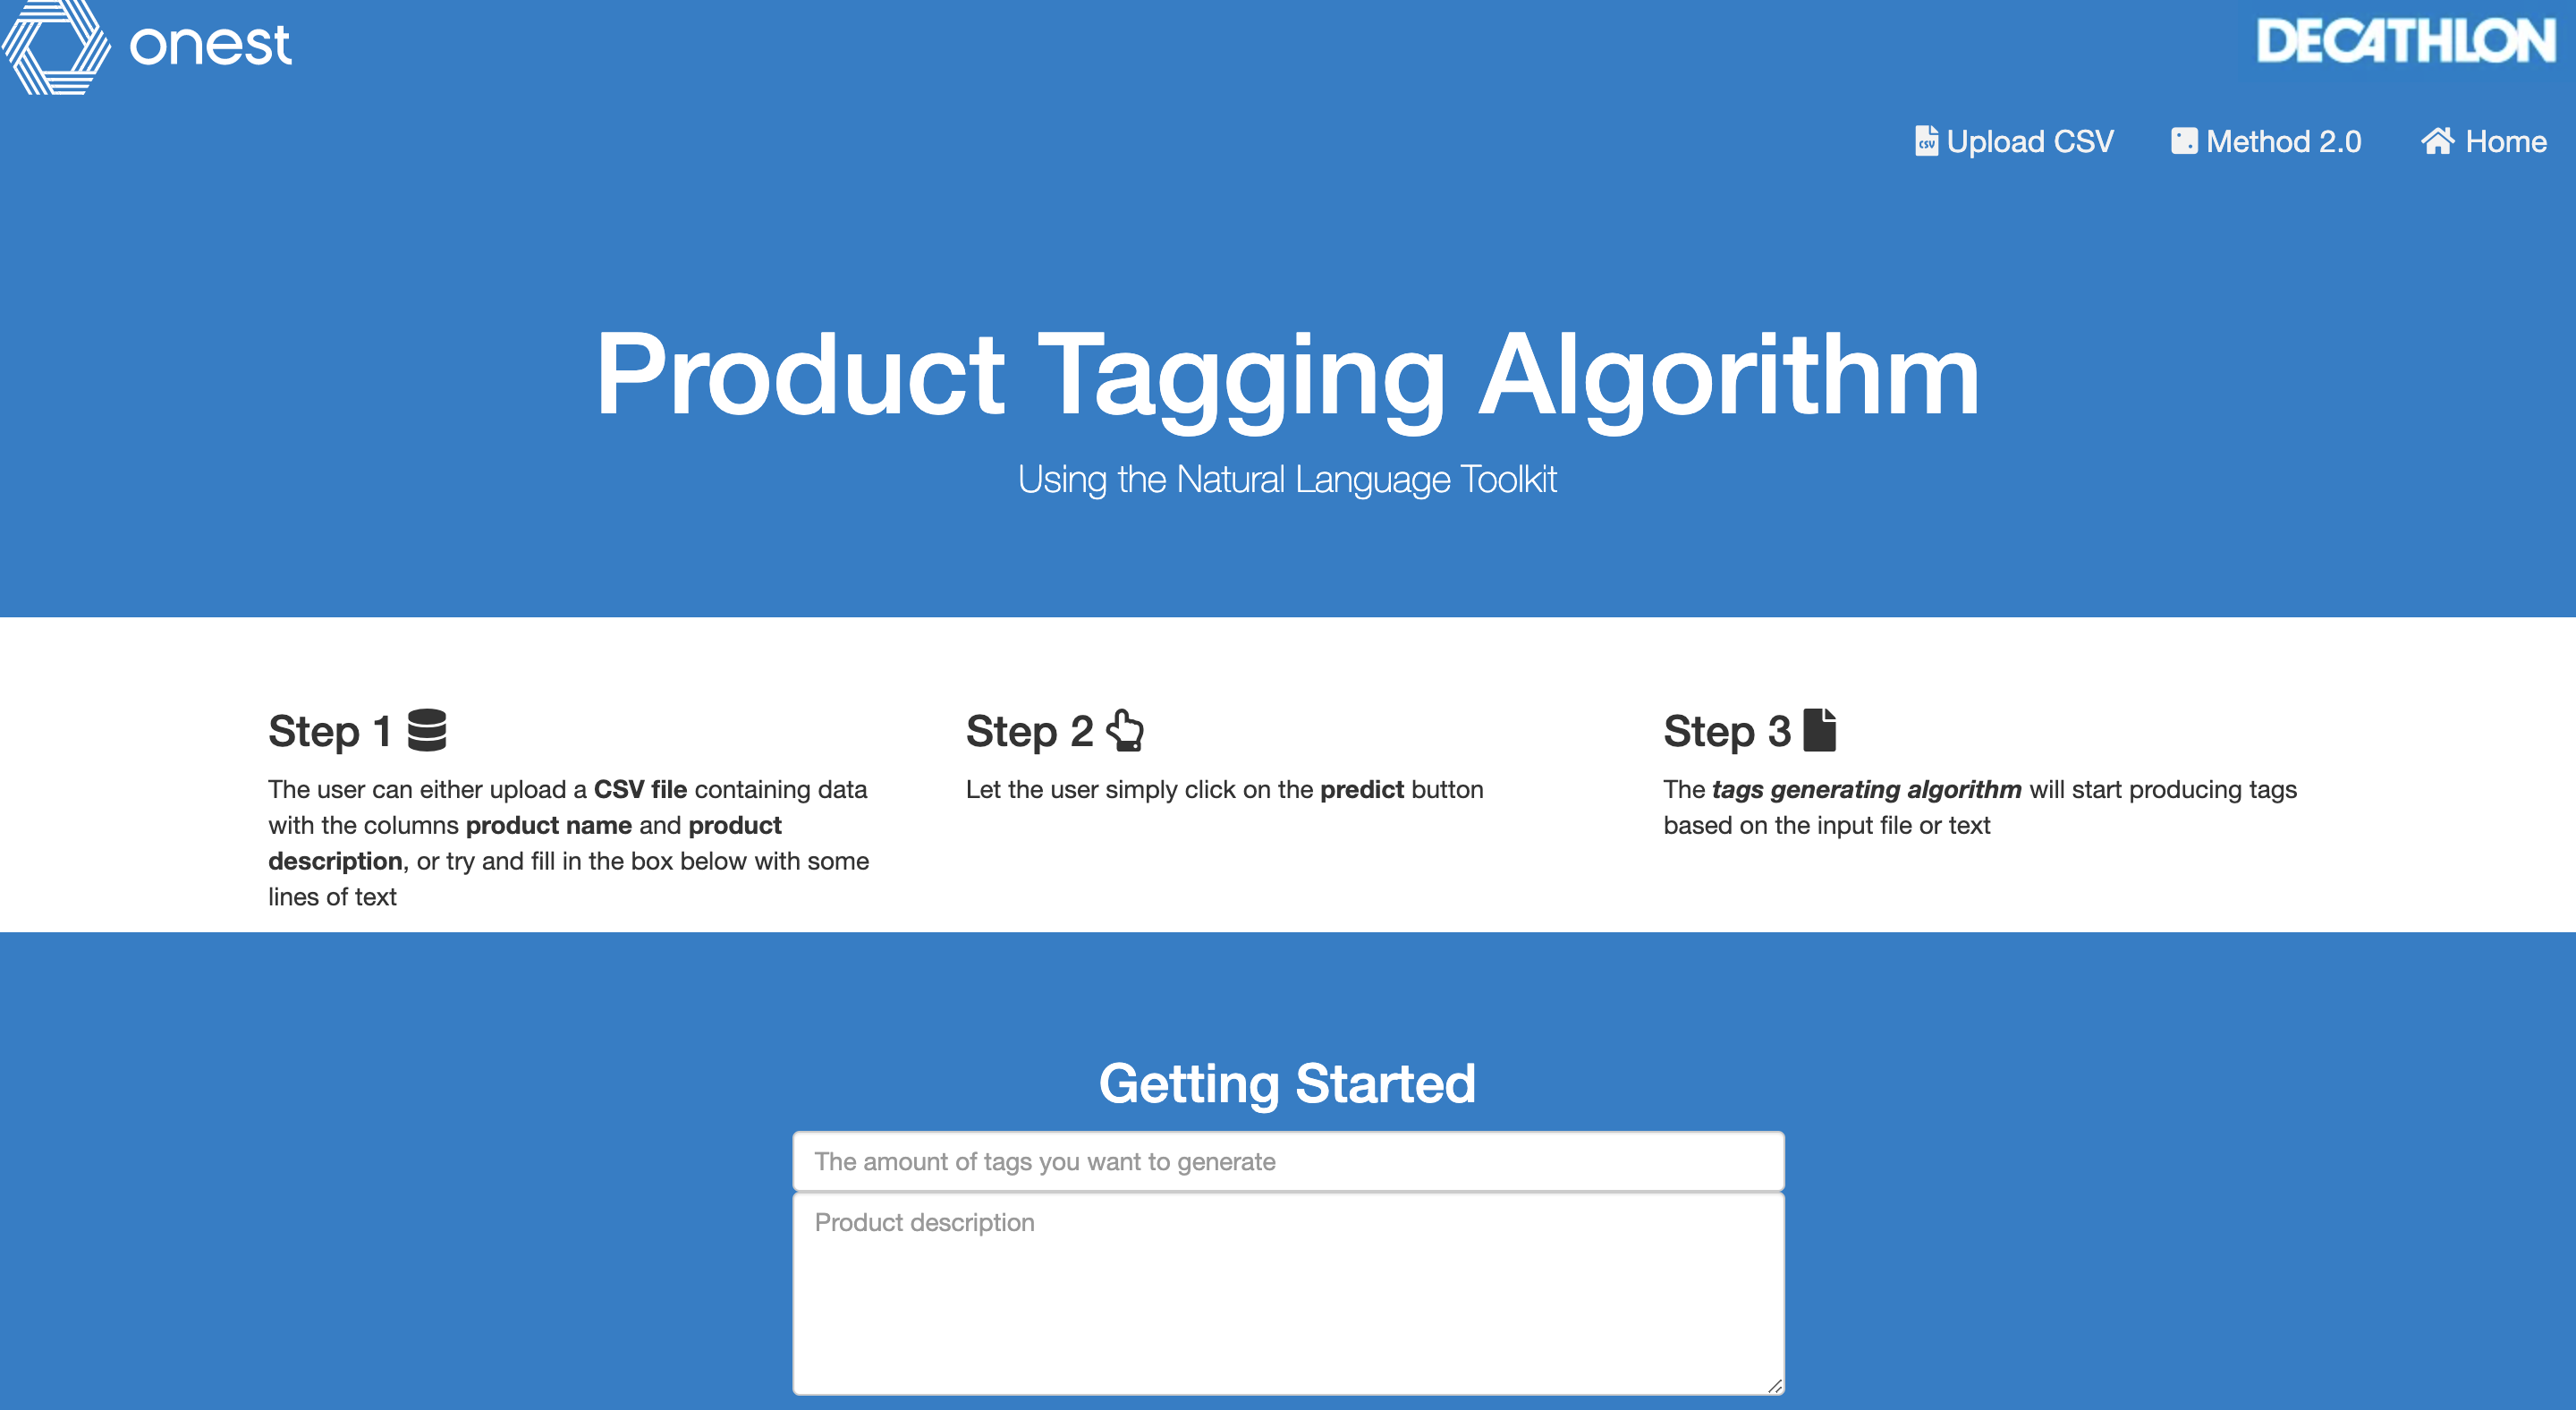 onest
DECATHLON
CSV Upload CSV
Method 2.0
Home
Product Tagging Algorithm
Using the Natural Language Toolkit
Step 1
The user can either upload a CSV file containing data
with the columns product name and product
description, or try and fill in the box below with some
lines of text
Step 2
Let the user simply click on the predict button
Step 3
The tags generating algorithm will start producing tags
based on the input file or text
Getting Started
The amount of tags you want to generate
Product description